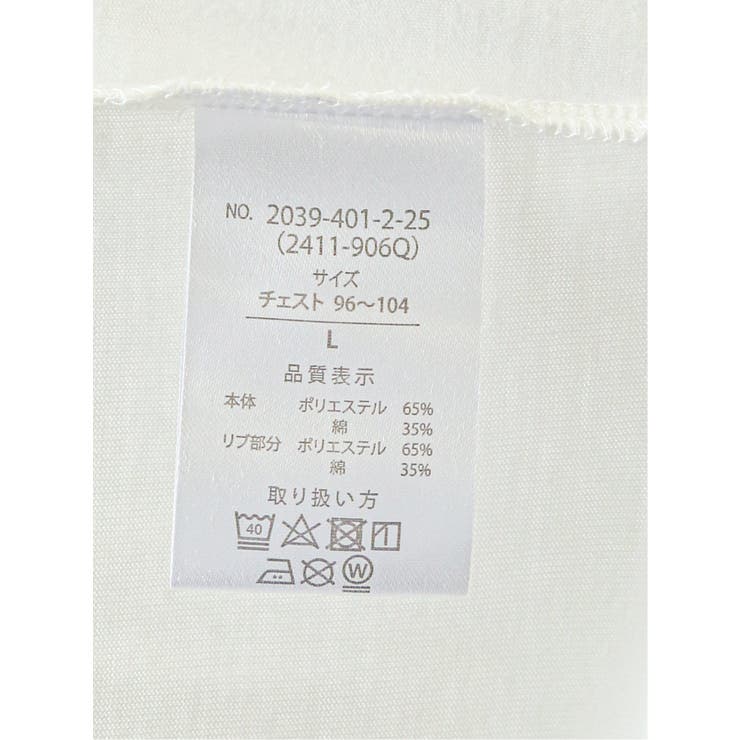 NO. 2039-401-2-25
(2411-906Q)
サイズ
チェスト 96~104
L
品質表示
本体 ポリエステル 65%
綿 35%
リブ部分 ポリエステル 65%
綿 35%
取り扱い方
40
W